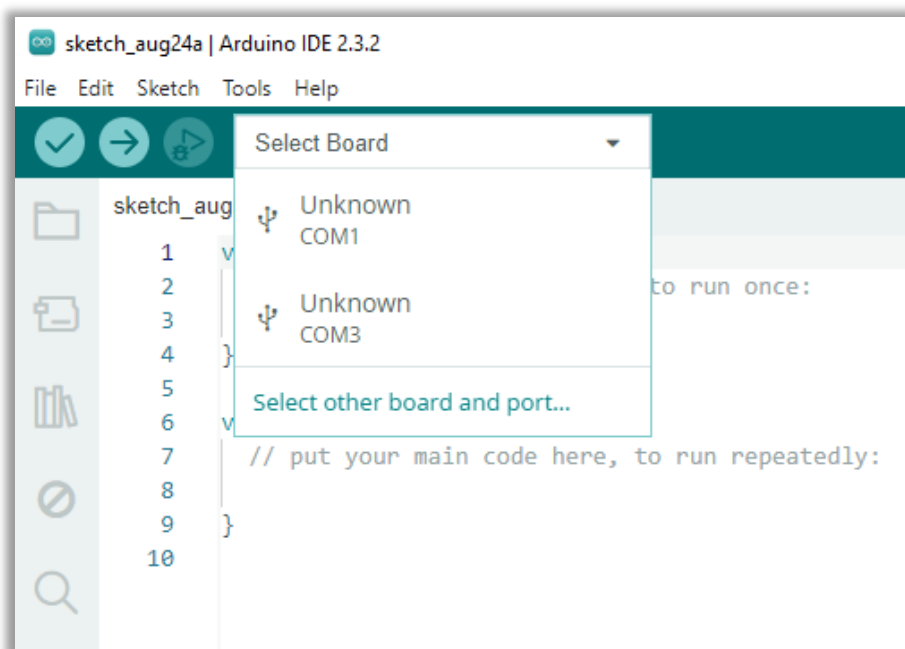 sketch_aug24a | Arduino IDE 2.3.2
File Edit Sketch Tools Help
Select Board
sketch_aug
Unknown
COM1
Unknown
COM3
Select other board and port...
1 v
2 to run once:
3
4 }
5
6 v
7 // put your main code here, to run repeatedly:
8
9 }
10